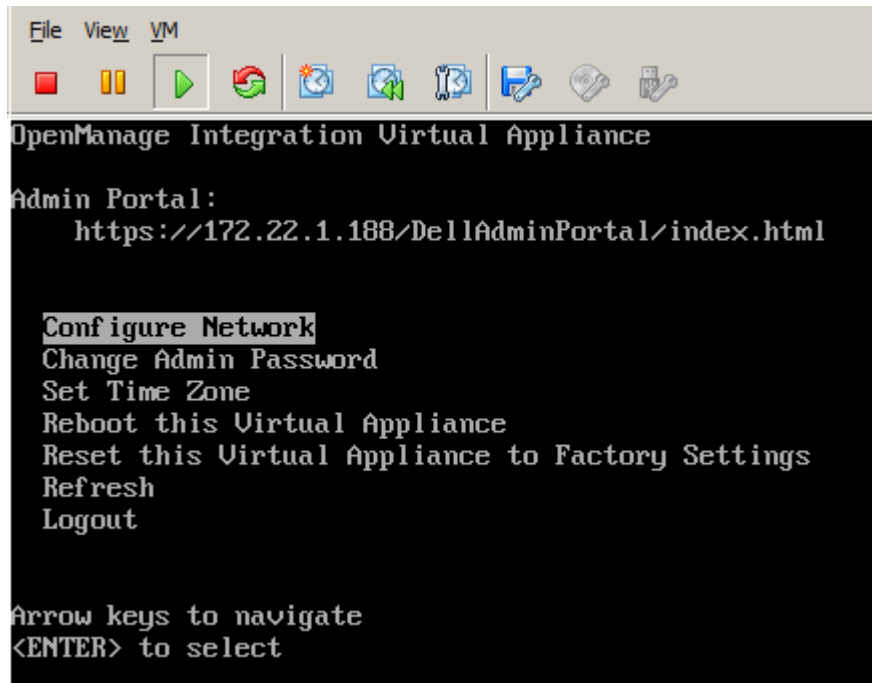 File View VM
OpenManage Integration Virtual Appliance
Admin Portal:
https://172.22.1.188/DellAdminPortal/index.html
Configure Network
Change Admin Password
Set Time Zone
Reboot this Virtual Appliance
Reset this Virtual Appliance to Factory Settings
Refresh
Logout
Arrow keys to navigate
<ENTER> to select